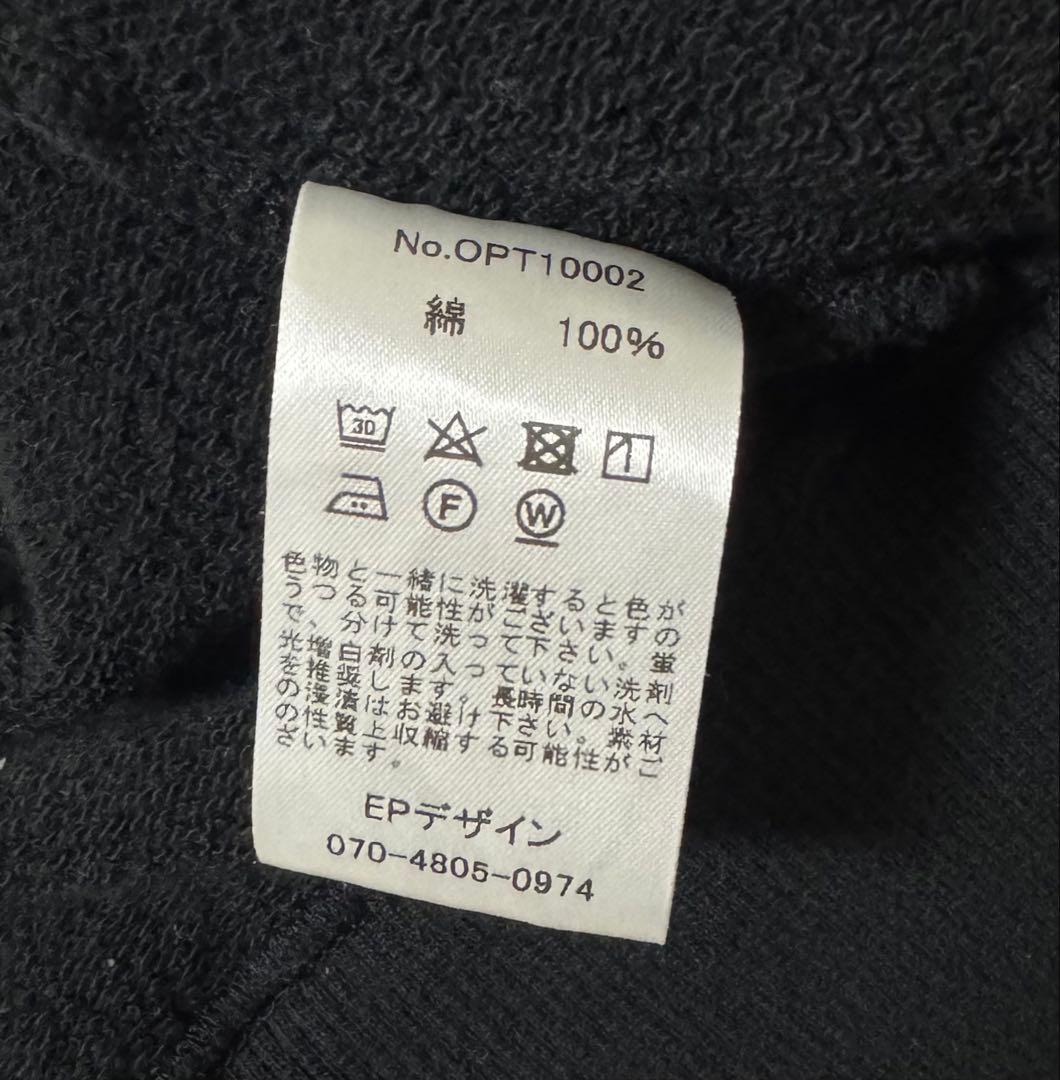 No.OPT10002
綿 100%
30
F W
色物と一緒に洗濯すると色が
うつる可能性がございますの
で、分けて洗って下さい。蛍
光増白剤の入っていない洗剤
を推奨します。長時間の水へ
の浸漬はお避け下さい。素材
の性質上収縮する可能性がご
ざいます。
EPデザイン
070-4805-0974